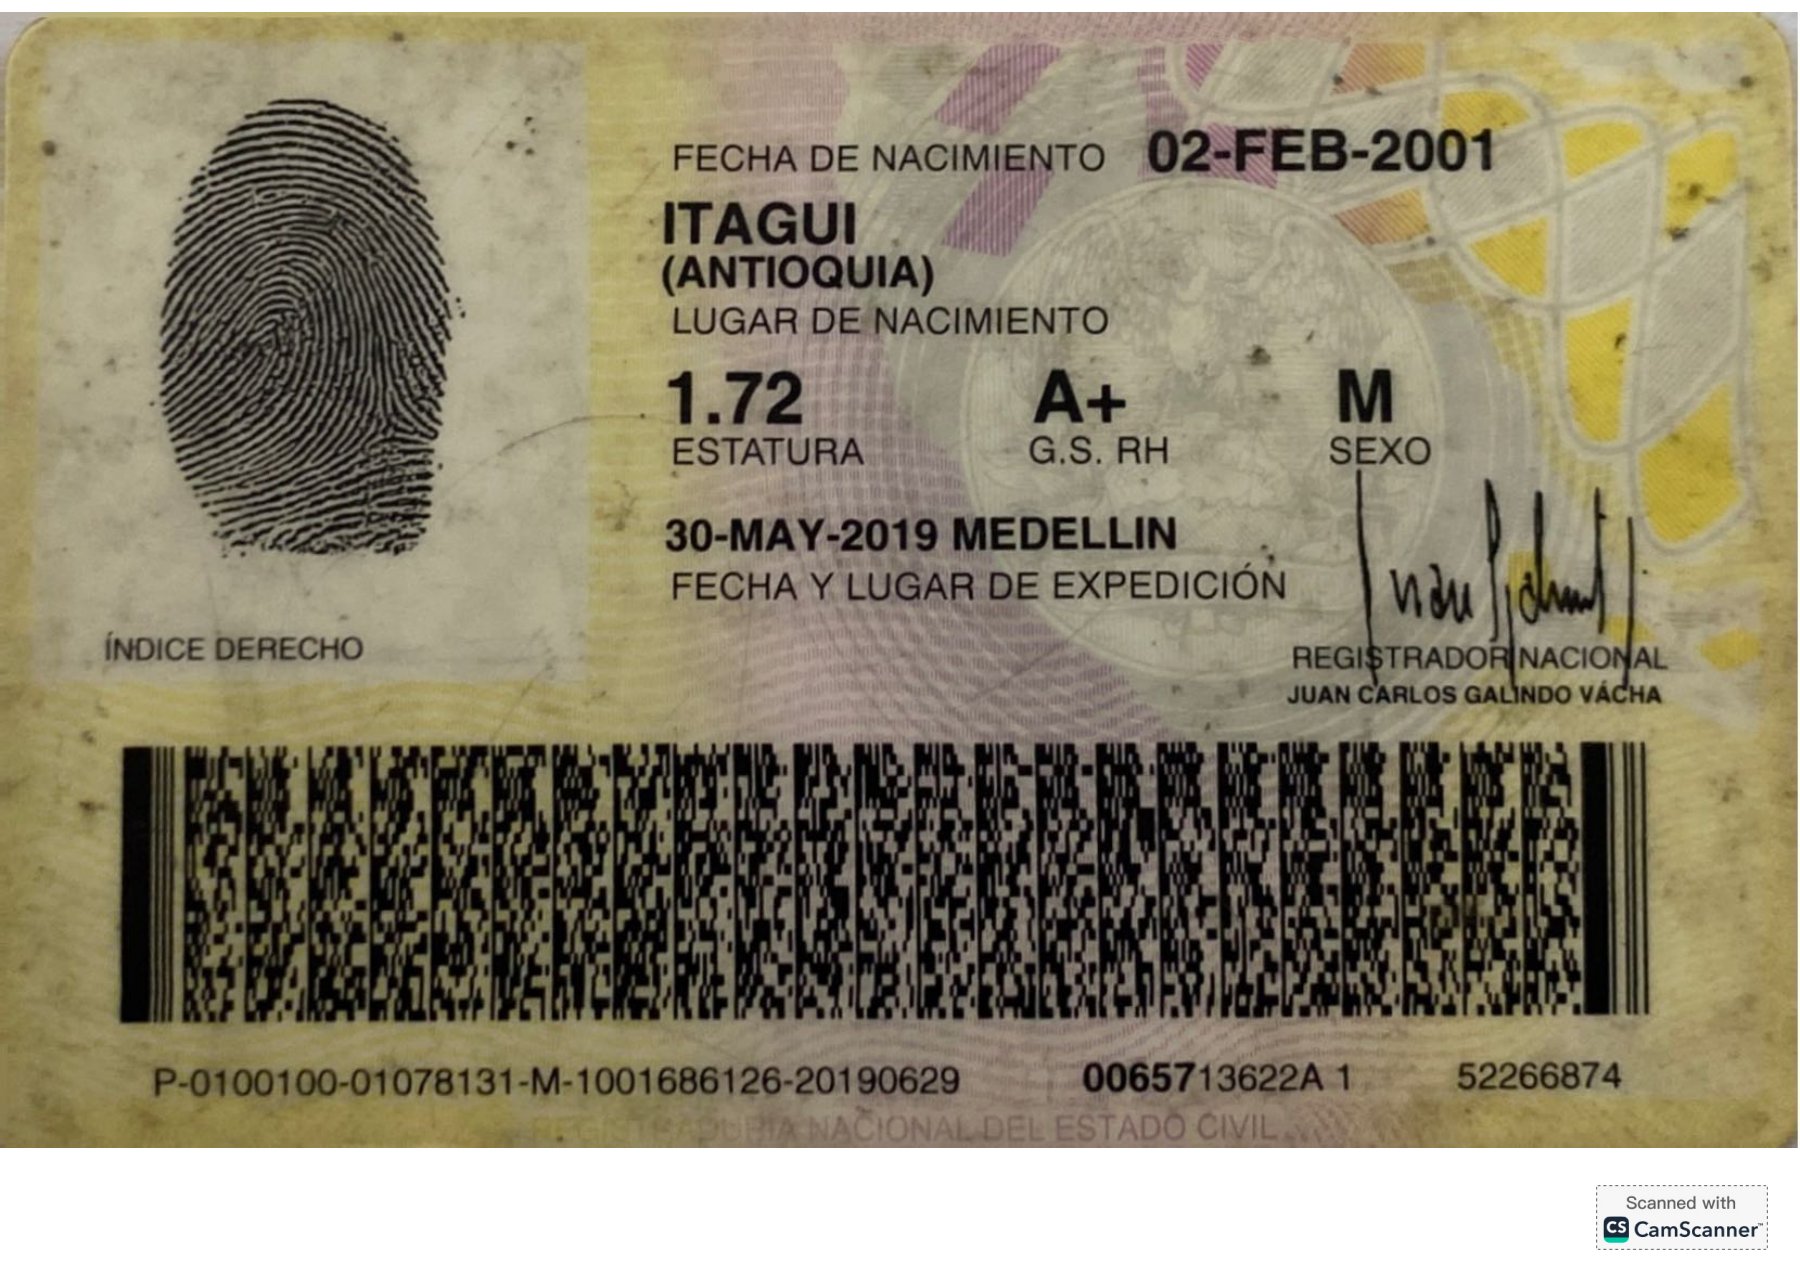 FECHA DE NACIMIENTO 02-FEB-2001
ITAGUI
(ANTIOQUIA)
LUGAR DE NACIMIENTO
1.72 A+ M
ESTATURA G.S. RH SEXO
30-MAY-2019 MEDELLIN
FECHA Y LUGAR DE EXPEDICIÓN
ÍNDICE DERECHO
REGISTRADOR NACIONAL
JUAN CARLOS GALINDO VÁCHA
P-0100100-01078131-M-1001686126-20190629 0065713622A 1 52266874
REGISTRADURIA NACIONAL DEL ESTADO CIVIL
Scanned with
CS CamScanner